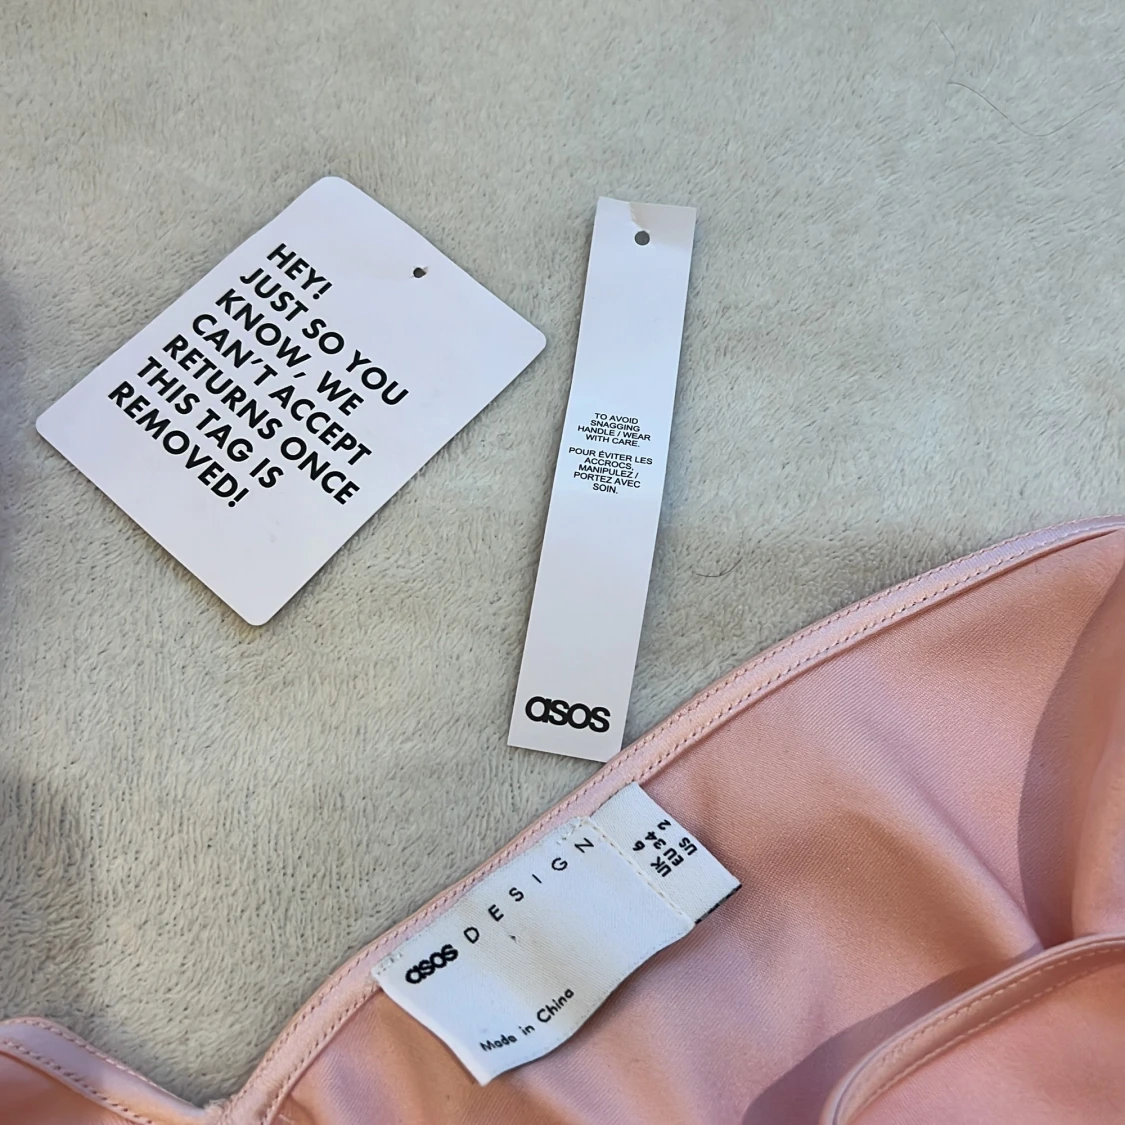 HEY!
JUST SO YOU
KNOW, WE
CAN'T ACCEPT
RETURNS ONCE
THIS TAG IS
REMOVED!
TO AVOID
SNAGGING
HANDLE / WEAR
WITH CARE.
POUR ÉVITER LES
ACCROCS,
MANIPULEZ /
PORTEZ AVEC
SOIN.
asos
asos DESIGN
Made in China
UK 6
EU 34
US 2